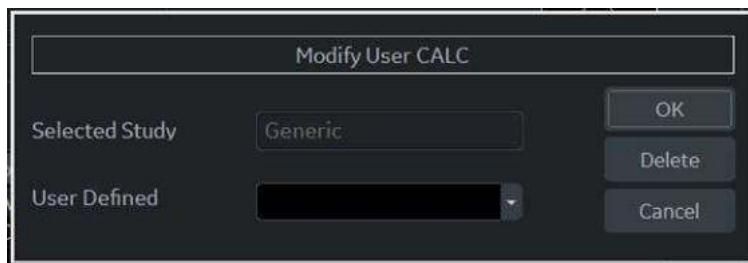 Modify User CALC
Selected Study Generic
OK
Delete
User Defined
Cancel